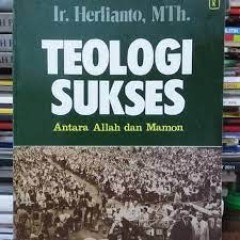 Ir. Herlianto, MTh.
TEOLOGI
SUKSES
Antara Allah dan Mamon